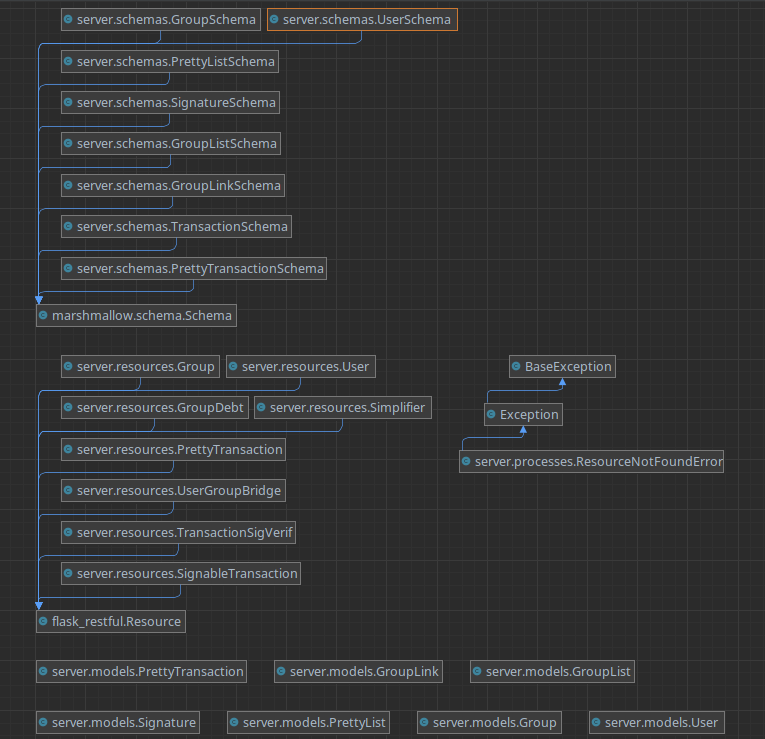 server.schemas.GroupSchema server.schemas.UserSchema
server.schemas.PrettyListSchema
server.schemas.SignatureSchema
server.schemas.GroupListSchema
server.schemas.GroupLinkSchema
server.schemas.TransactionSchema
server.schemas.PrettyTransactionSchema
marshmallow.schema.Schema
server.resources.Group server.resources.User BaseException
server.resources.GroupDebt server.resources.Simplifier Exception
server.resources.PrettyTransaction server.processes.ResourceNotFoundError
server.resources.UserGroupBridge
server.resources.TransactionSigVerif
server.resources.SignableTransaction
flask_restful.Resource
server.models.PrettyTransaction server.models.GroupLink server.models.GroupList
server.models.Signature server.models.PrettyList server.models.Group server.models.User